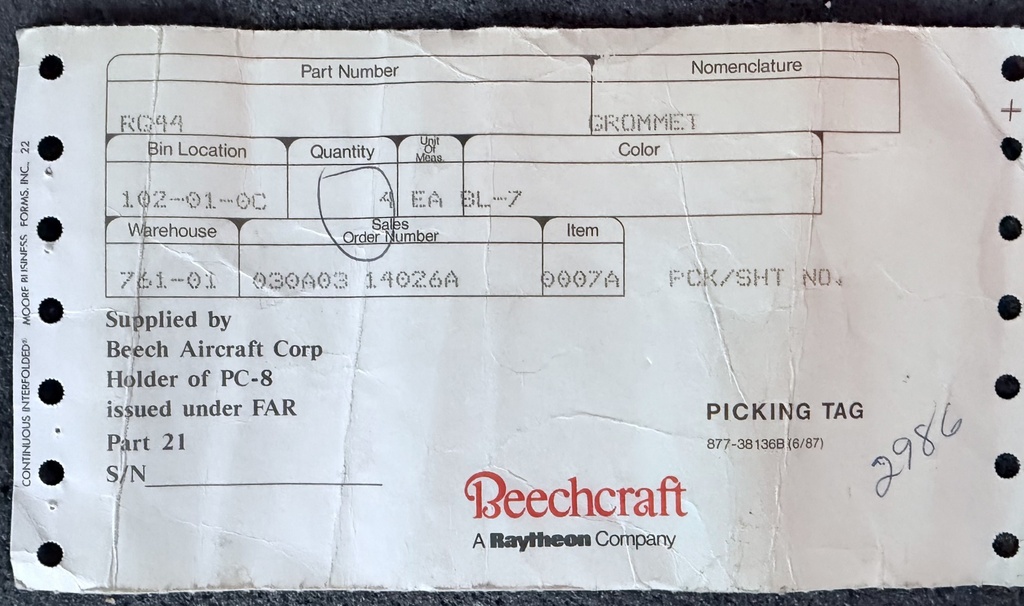 Part Number Nomenclature
RG44 GROMMET
Bin Location Quantity Unit Of Meas. Color
102-01-0C 4 EA BL-7
Warehouse Sales Order Number Item
761-01 030A03 14026A 0007A PCK/SHT NO.
Supplied by
Beech Aircraft Corp
Holder of PC-8
issued under FAR
Part 21
S/N
PICKING TAG
877-38136B (6/87)
2986
Beechcraft
A Raytheon Company
CONTINUOUS INTERFOLDED® MOORE BUSINESS FORMS, INC., 22